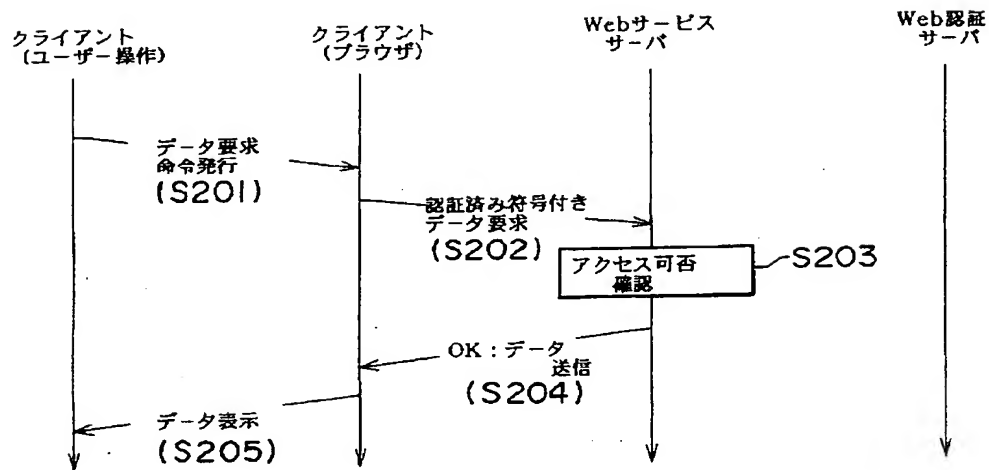 クライアント
(ユーザー操作)
クライアント
(ブラウザ)
Webサービス
サーバ
Web認証
サーバ
データ要求
命令発行
(S201)
認証済み符号付き
データ要求
(S202)
アクセス可否
確認
S203
OK:データ
送信
(S204)
データ表示
(S205)